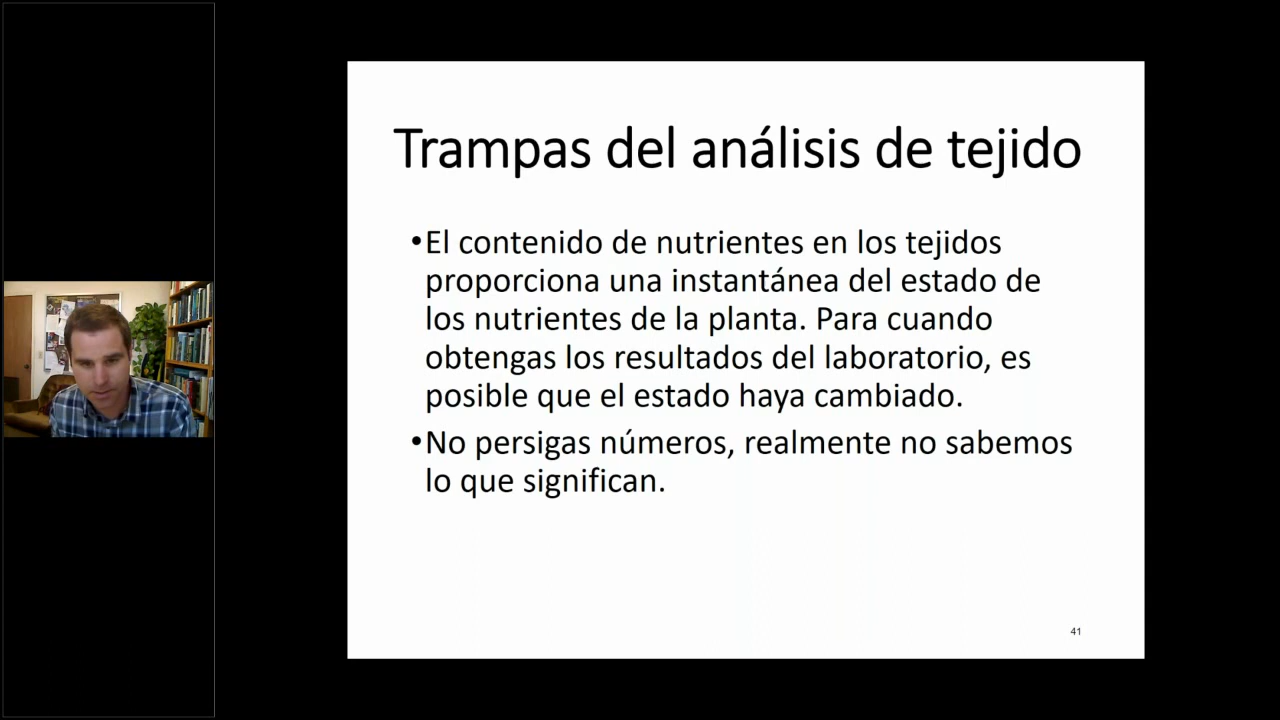 Trampas del análisis de tejido
•El contenido de nutrientes en los tejidos
proporciona una instantánea del estado de
los nutrientes de la planta. Para cuando
obtengas los resultados del laboratorio, es
posible que el estado haya cambiado.
•No persigas números, realmente no sabemos
lo que significan.
41